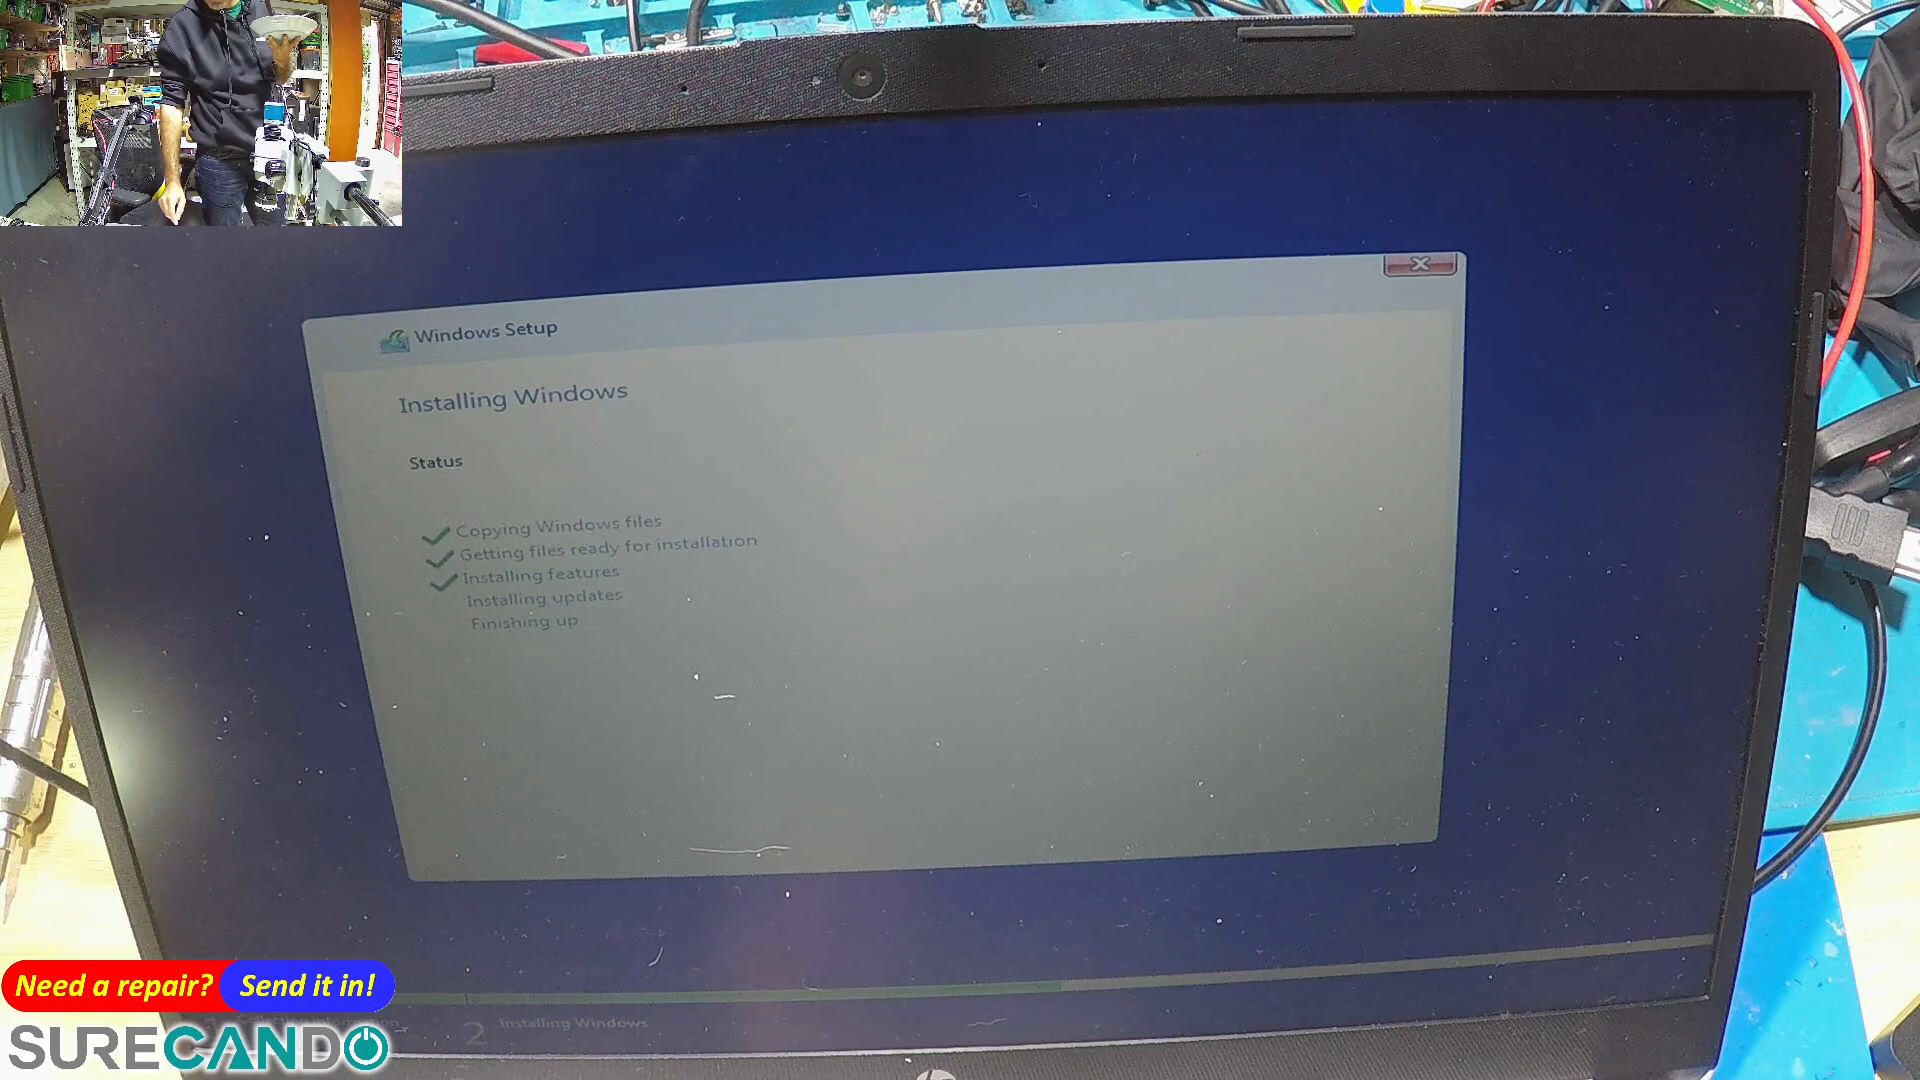 Windows Setup
Installing Windows
Status
Copying Windows files
Getting files ready for installation
Installing features
Installing updates
Finishing up
2 Installing Windows
Need a repair? Send it in!
SURECANDO
hp